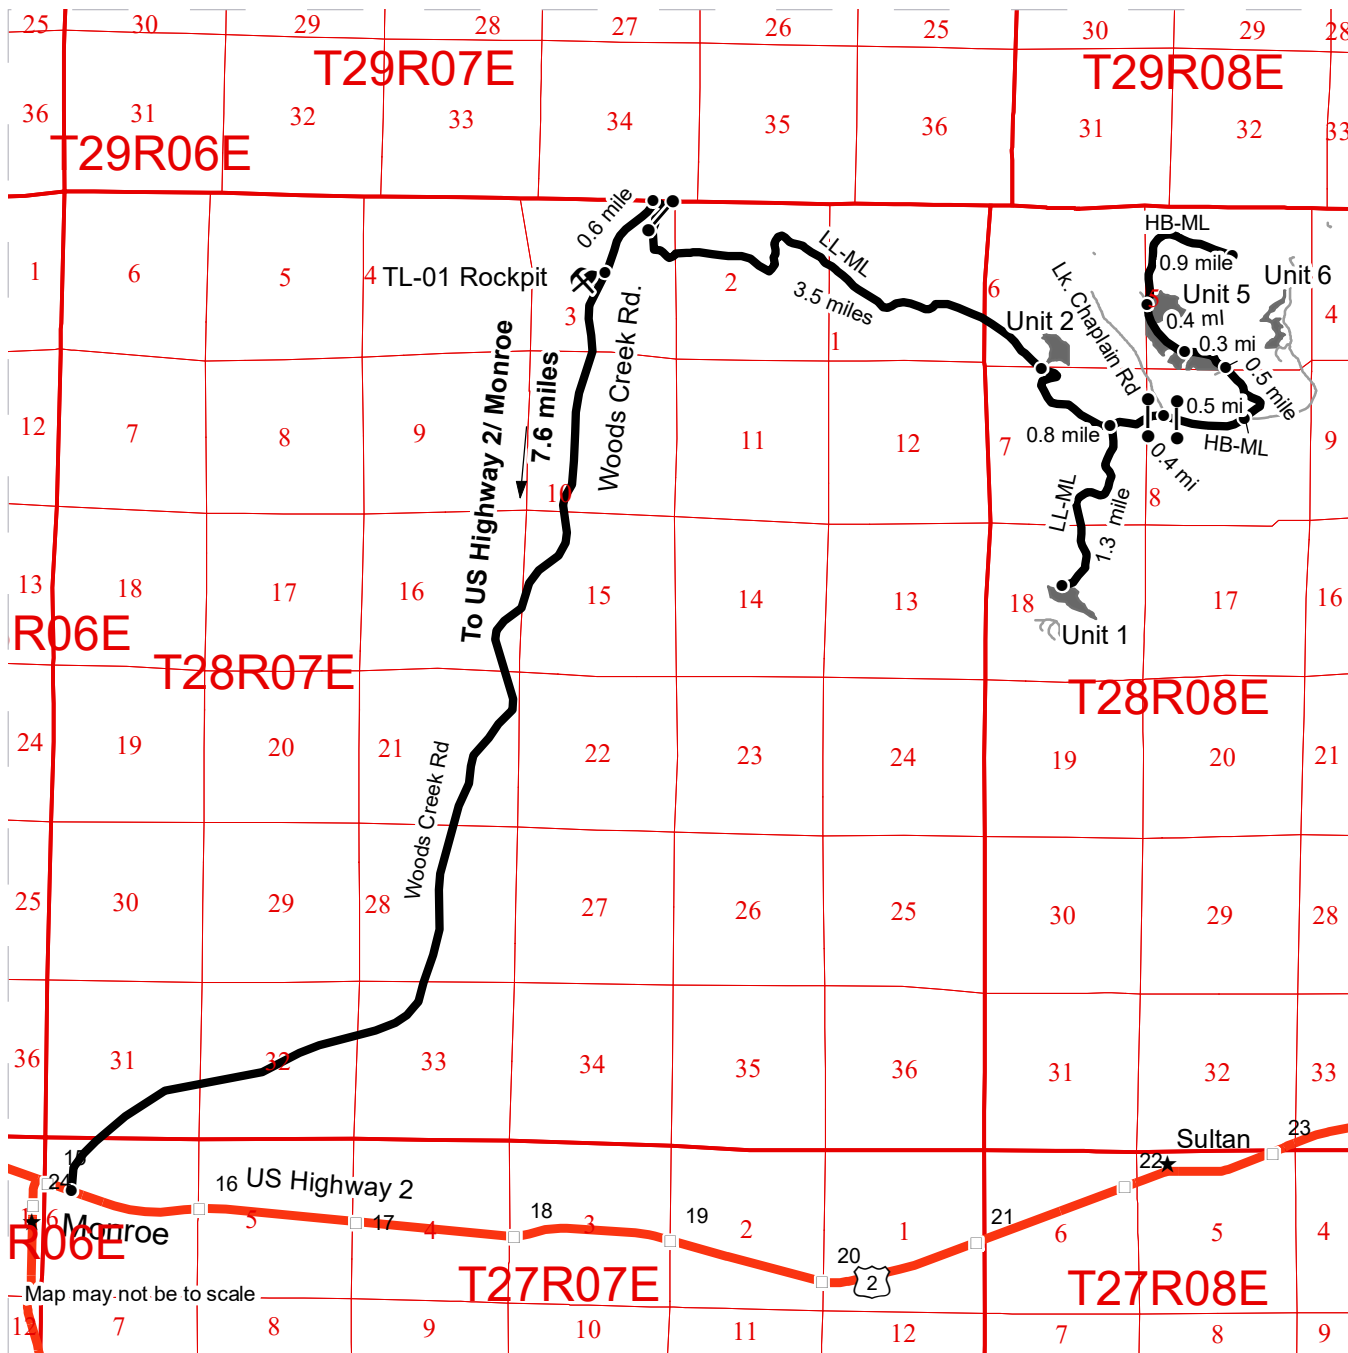 25 30 29 28 27 26 25 30 29 28
T29R07E
T29R08E
36 31 32 33 34 35 36 31 32 33
T29R06E
0.6 mile
HB-ML
LL-ML
0.9 mile
1 6 5 4 TL-01 Rockpit 2 6 Unit 6
3.5 miles
Lk. Chaplain Rd
5 Unit 5
3 Woods Creek Rd. 1 Unit 2 0.4 mI 4
0.3 mi
0.5 mile
To US Highway 2/ Monroe
7.6 miles
0.5 mi
12 7 8 9 11 12 7 0.8 mile HB-ML 9
0.4 mi
10 8
LL-ML
1.3 mile
13 18 17 16 15 14 13 18 17 16
R06E
Unit 1
T28R07E
T28R08E
24 19 20 21 22 23 24 19 20 21
Woods Creek Rd
25 30 29 28 27 26 25 30 29 28
36 31 32 33 34 35 36 31 32 33
Sultan 23
15 22
24 16 US Highway 2
18 19 21
1 6 Monroe 5 17 4 3 2 1 6 5 4
R06E
20
2
T27R07E
T27R08E
Map may not be to scale
12 7 8 9 10 11 12 7 8 9